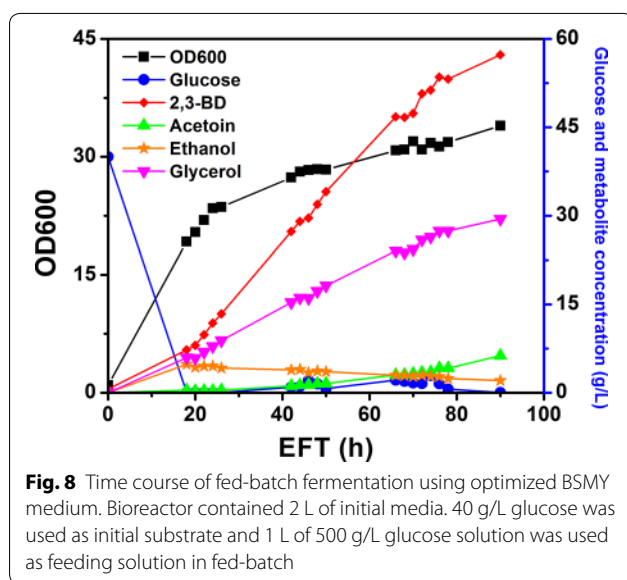 45
30
15
0
OD600
OD600
Glucose
2,3-BD
Acetoin
Ethanol
Glycerol
60
45
30
15
0
Glucose and metabolite concentration (g/L)
0 20 40 60 80 100
EFT (h)
Fig. 8 Time course of fed-batch fermentation using optimized BSMY
medium. Bioreactor contained 2 L of initial media. 40 g/L glucose was
used as initial substrate and 1 L of 500 g/L glucose solution was used
as feeding solution in fed-batch